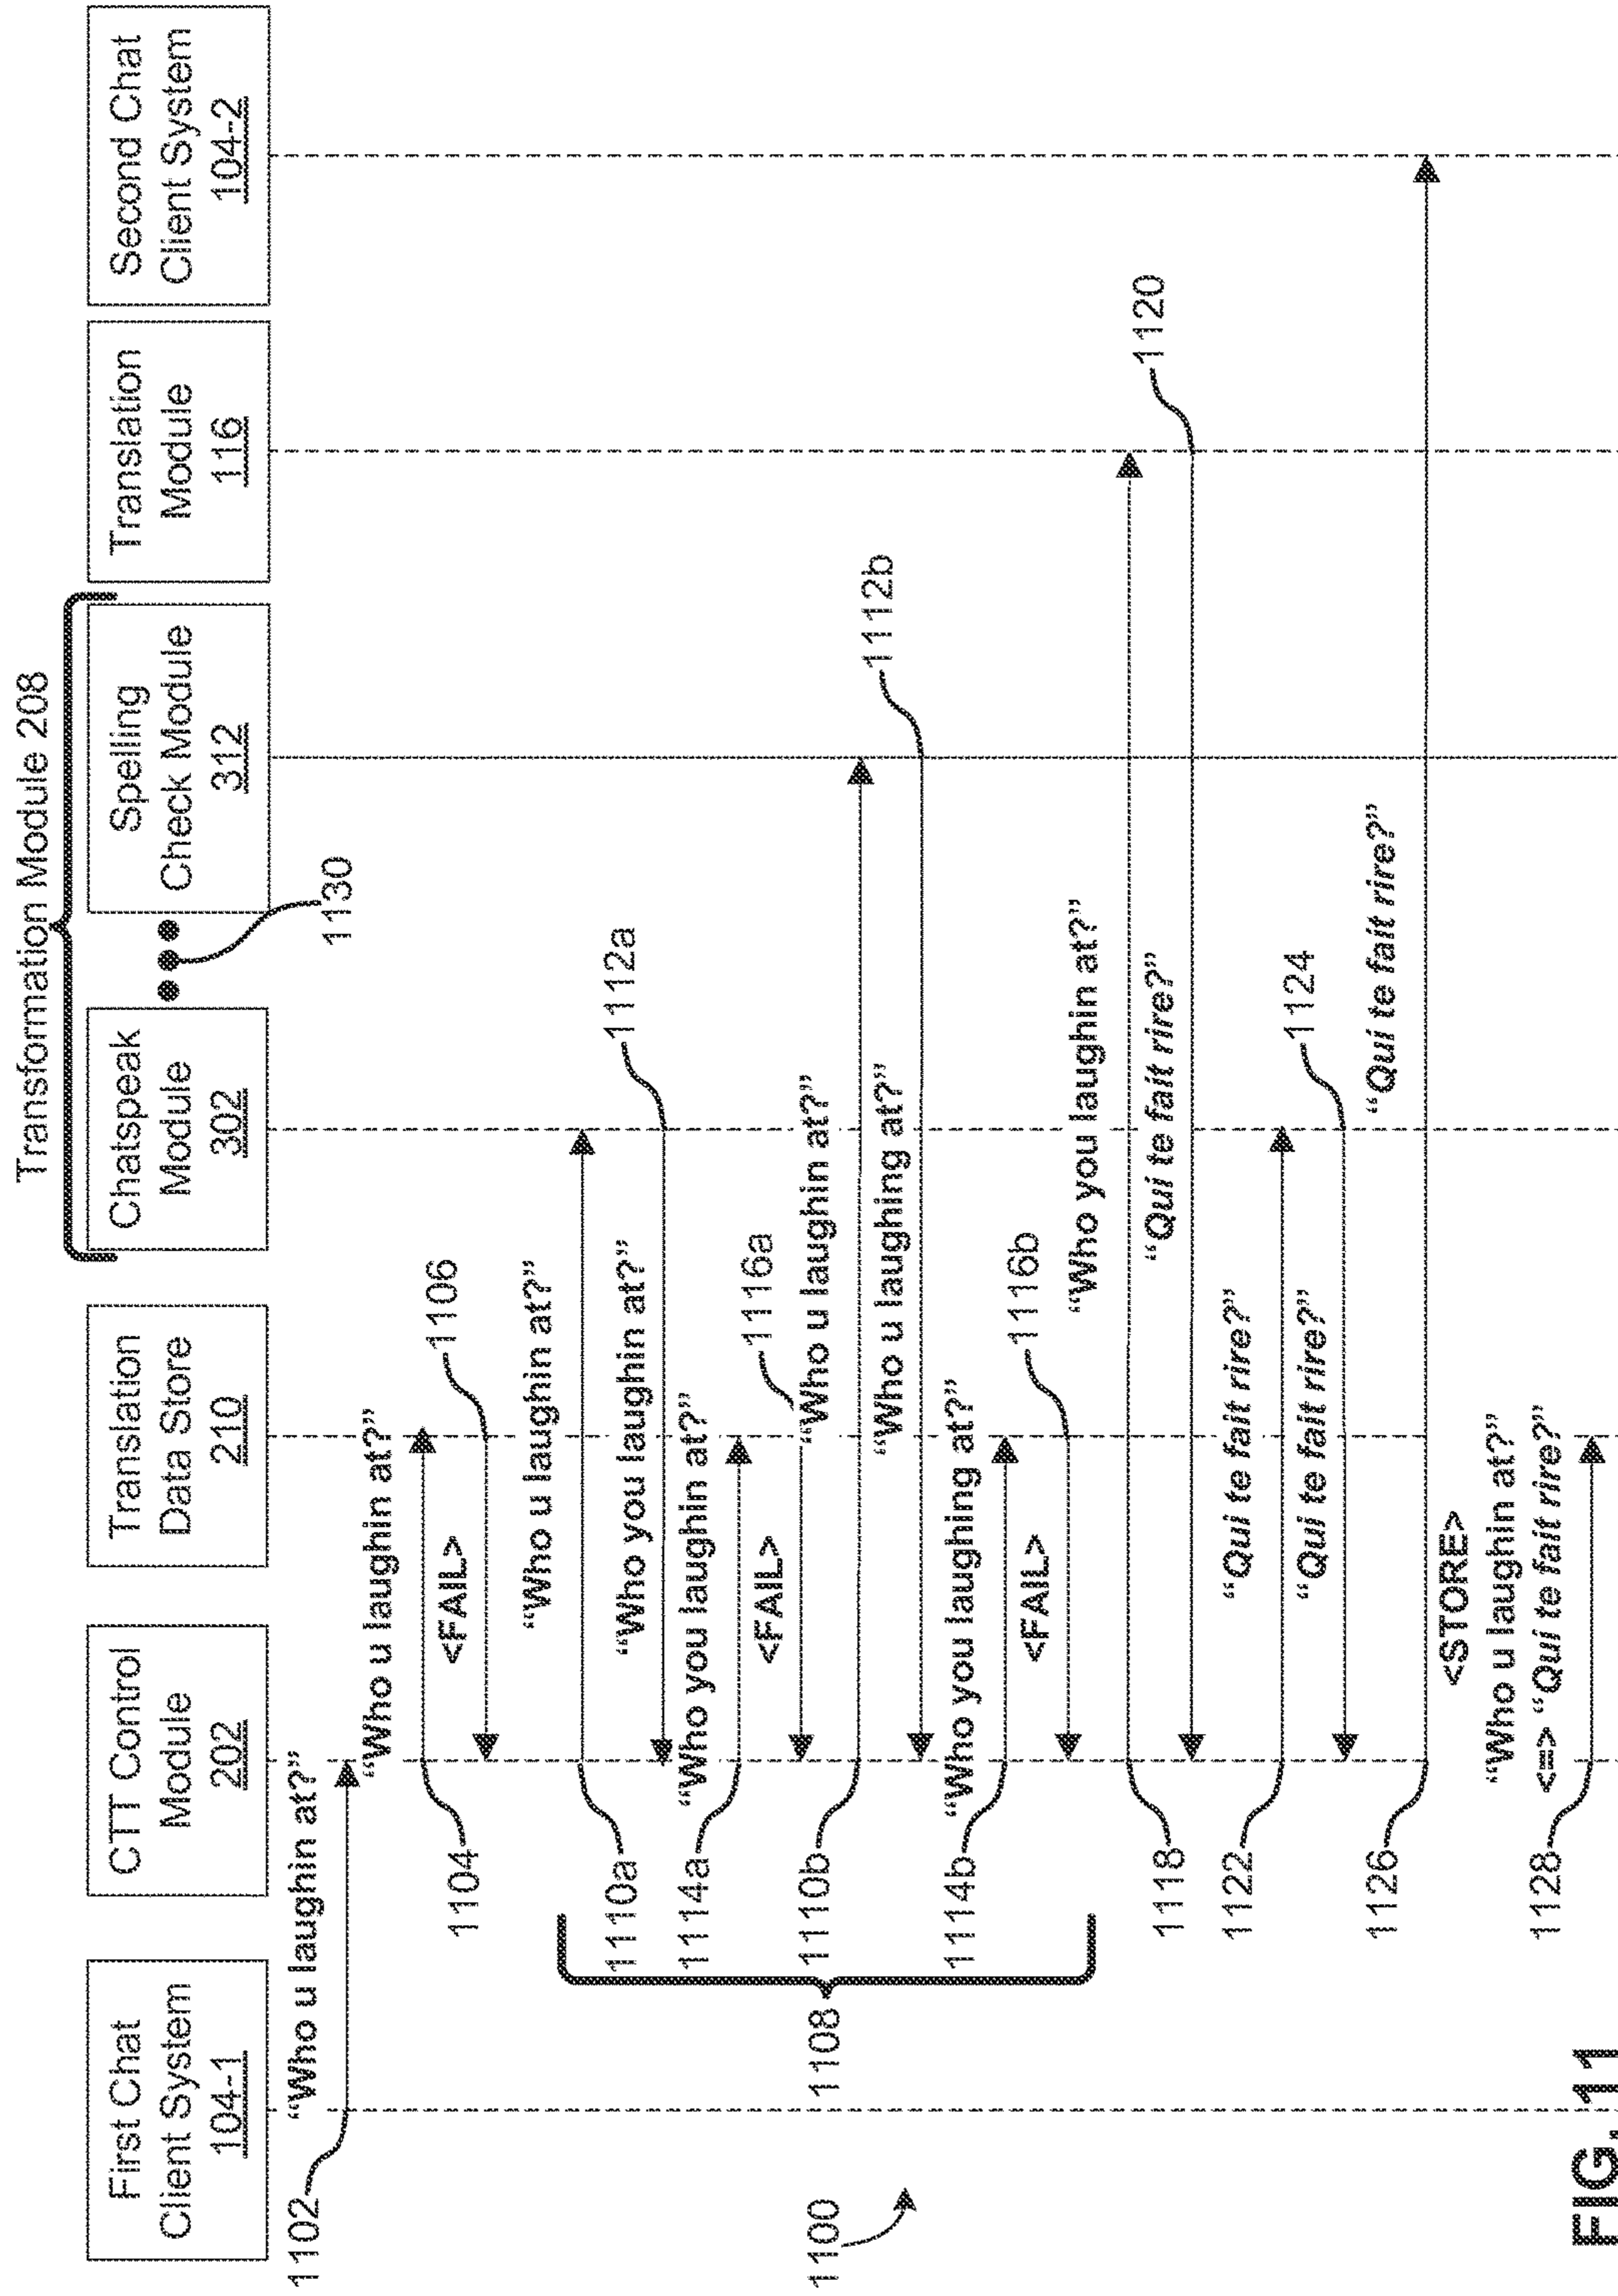 Transformation Module 208
First Chat
Client System
104-1
CTT Control
Module
202
Translation
Data Store
210
Chatspeak
Module
302
Spelling
Check Module
312
Translation
Module
116
Second Chat
Client System
104-2
1130
1102
“Who u laughin at?”
“Who u laughin at?”
1104
<FAIL>
1106
“Who u laughin at?”
1110a
“Who you laughin at?”
1112a
“Who you laughin at?”
1114a
<FAIL>
1116a
“Who u laughin at?”
1110b
“Who u laughing at?”
1112b
“Who you laughing at?”
1114b
<FAIL>
1116b
1108
“Who you laughin at?”
1118
“Qui te fait rire?”
1120
“Qui te fait rire?”
1122
“Qui te fait rire?”
1124
“Qui te fait rire?”
1126
<STORE>
“Who u laughin at?”
<=> “Qui te fait rire?”
1128
1100
FIG. 11